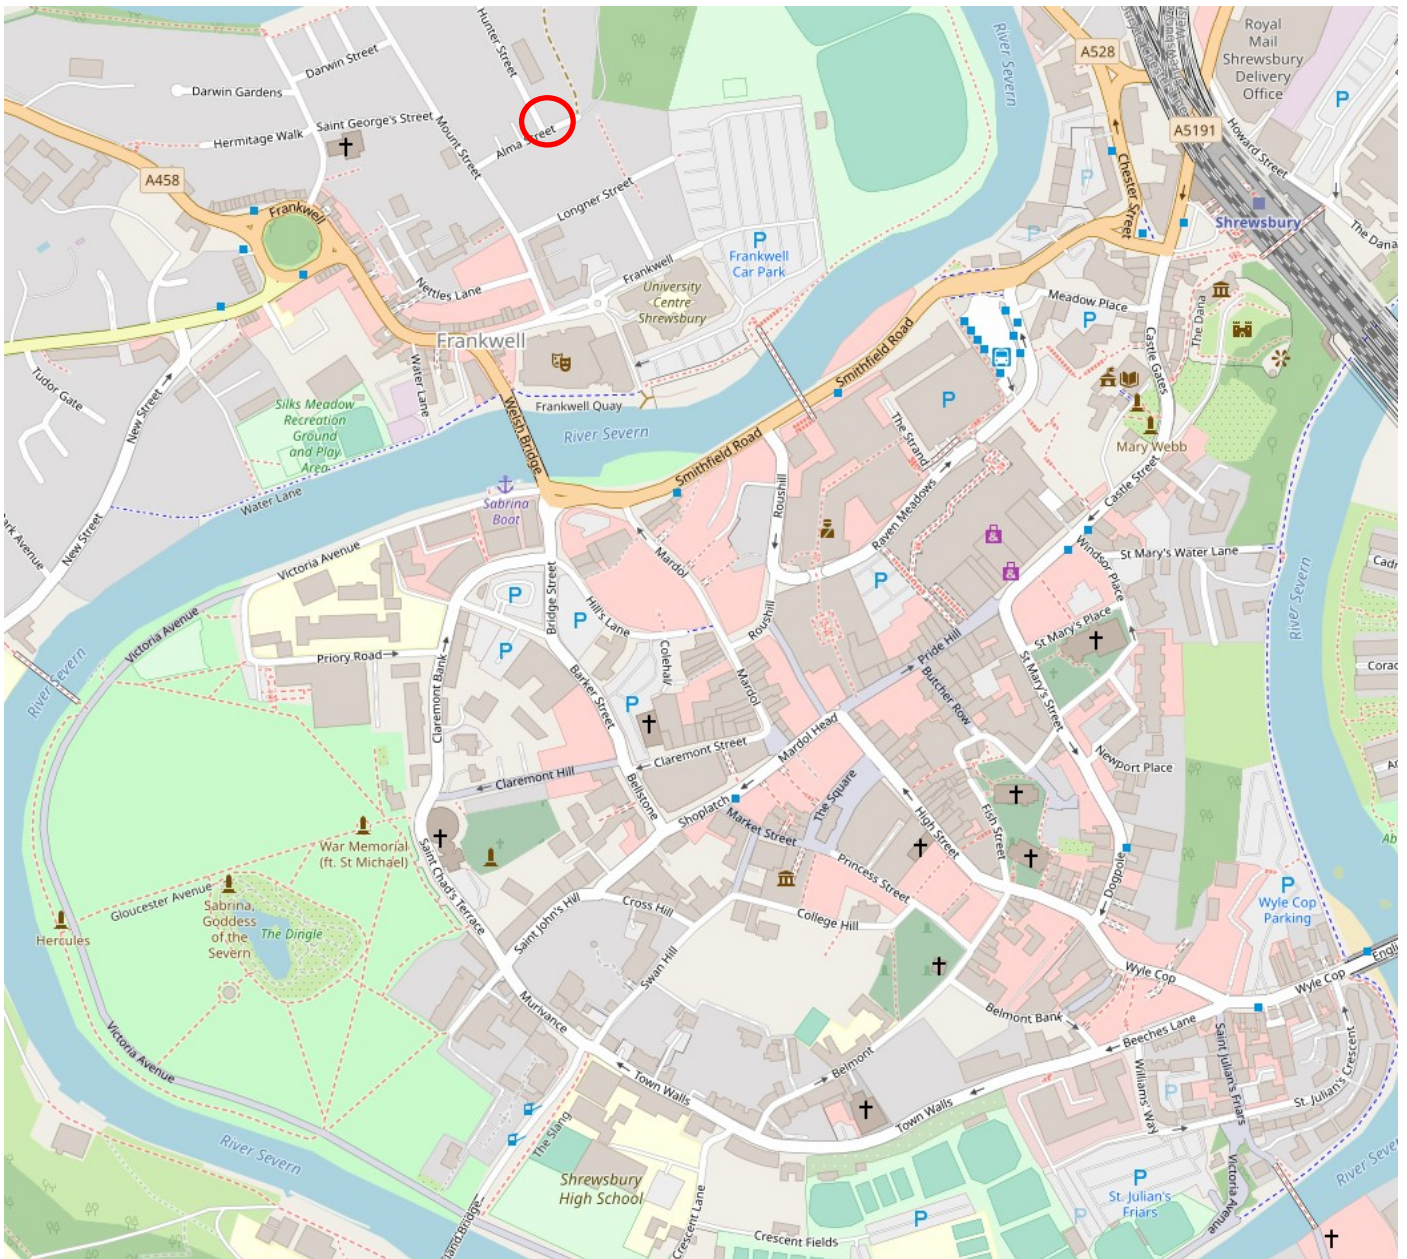 Hunter Street
Darwin Street
Darwin Gardens
Hermitage Walk
Saint George's Street
Mount Street
Alma Street
Longner Street
A458
Frankwell
Nettles Lane
Frankwell
Frankwell
University
Centre
Shrewsbury
P
Frankwell
Car Park
River Severn
A528
A5191
Royal
Mail
Shrewsbury
Delivery
Office
P
Howard Street
Chester Street
P
P
Shrewsbury
The Dana
Meadow Place
P
The Dana
Castle Gates
Smithfield Road
P
The Strand
Mary Webb
Castle Street
Tudor Gate
New Street
Water Lane
Silks Meadow
Recreation
Ground
and Play
Area
Welsh Bridge
Frankwell Quay
River Severn
Smithfield Road
Water Lane
Sabrina
Boat
New Street
Victoria Avenue
Victoria Avenue
Mardol
Roushill
Raven Meadows
P
Windsor Place
St Mary's Water Lane
River Severn
Bridge Street
P
P
P
Hill's Lane
Roushill
St Mary's Place
Priory Road
River Severn
Claremont Bank
Barker Street
P
Mardol
Pride Hill
St Mary's Street
Butcher Row
Mardol Head
Claremont Street
Claremont Hill
Bellstone
Shoplatch
The Square
Newport Place
Market Street
High Street
Fish Street
War Memorial
(ft. St Michael)
Saint Chad's Terrace
Princess Street
Dogpole
P
Wyle Cop
Parking
Gloucester Avenue
Sabrina,
Goddess
of the
Severn
The Dingle
Hercules
Cross Hill
Saint John's Hill
College Hill
Swan Hill
Wyle Cop
Wyle Cop
Murivance
Belmont Bank
Beeches Lane
Victoria Avenue
Town Walls
Belmont
Saint Julian's Friars
St. Julian's Crescent
Williams' Way
Town Walls
The Slang
River Severn
Shrewsbury
High School
Crescent Lane
Crescent Fields
P
P
St. Julian's
Friars
Victoria Avenue